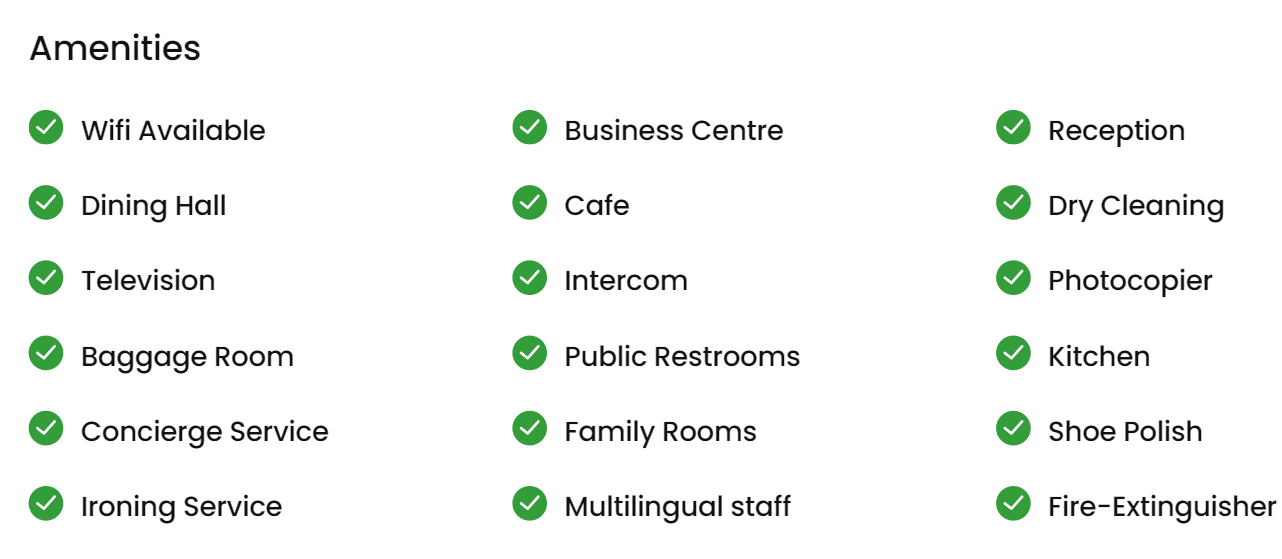 Amenities
Wifi Available
Business Centre
Reception
Dining Hall
Cafe
Dry Cleaning
Television
Intercom
Photocopier
Baggage Room
Public Restrooms
Kitchen
Concierge Service
Family Rooms
Shoe Polish
Ironing Service
Multilingual staff
Fire-Extinguisher